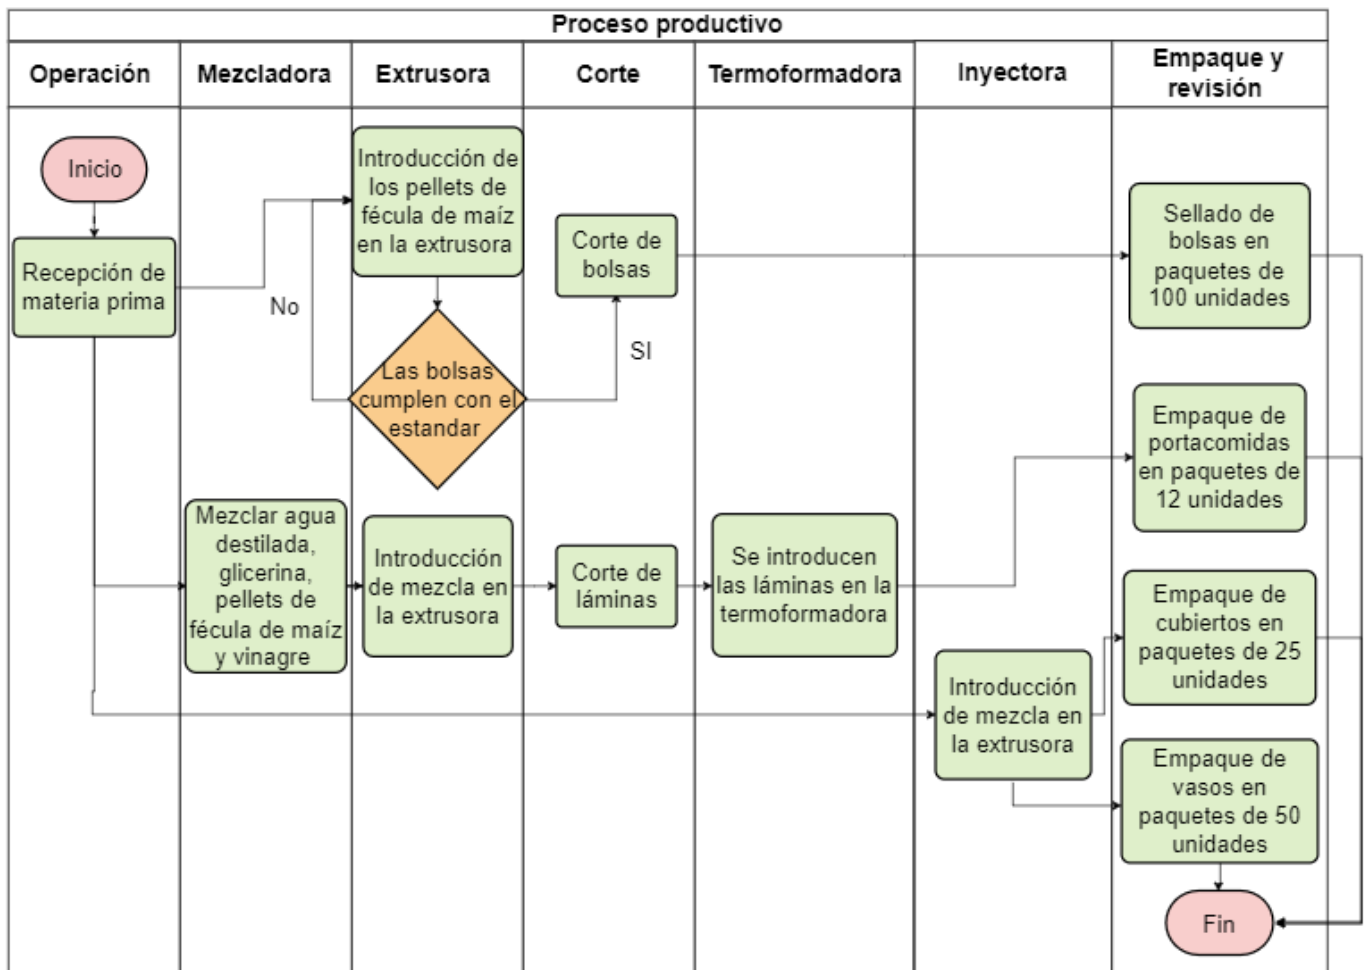 Proceso productivo
Operación
Mezcladora
Extrusora
Corte
Termoformadora
Inyectora
Empaque y
revisión
Inicio
Recepción de
materia prima
No
Introducción de
los pellets de
fécula de maíz
en la extrusora
Las bolsas
cumplen con el
estandar
SI
Corte de
bolsas
Sellado de
bolsas en
paquetes de
100 unidades
Empaque de
portacomidas
en paquetes de
12 unidades
Mezclar agua
destilada,
glicerina,
pellets de
fécula de maíz
y vinagre
Introducción
de mezcla en
la extrusora
Corte de
láminas
Se introducen
las láminas en la
termoformadora
Introducción
de mezcla en
la extrusora
Empaque de
cubiertos en
paquetes de 25
unidades
Empaque de
vasos en
paquetes de 50
unidades
Fin